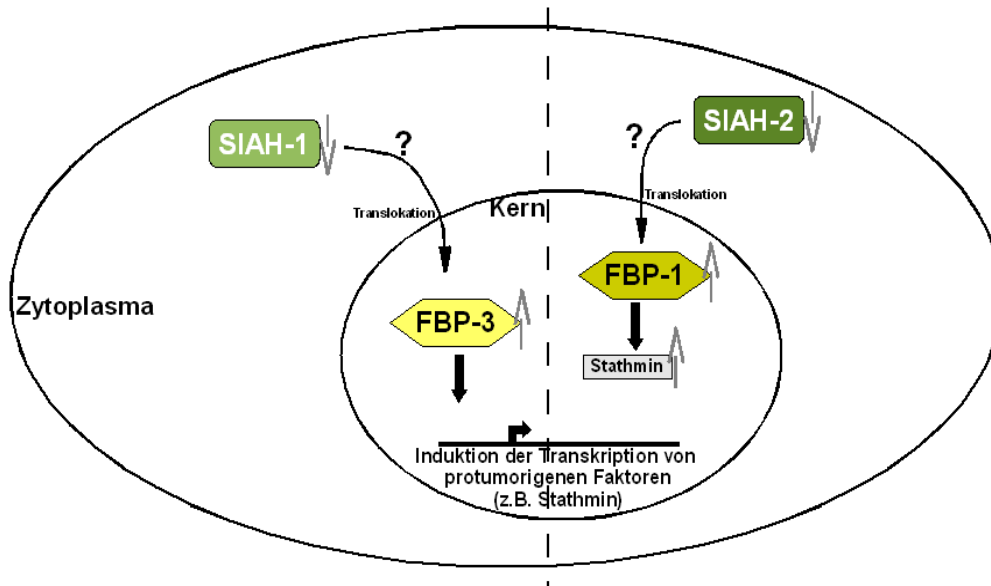 SIAH-1
?
Translokation
SIAH-2
?
Translokation
Kern
Zytoplasma
FBP-3
FBP-1
Stathmin
Induktion der Transkription von
protumorigenen Faktoren
(z.B. Stathmin)